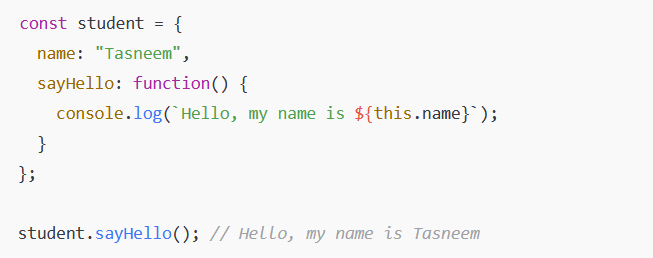 const student = {
  name: "Tasneem",
  sayHello: function() {
    console.log(`Hello, my name is ${this.name}`);
  }
};

student.sayHello(); // Hello, my name is Tasneem